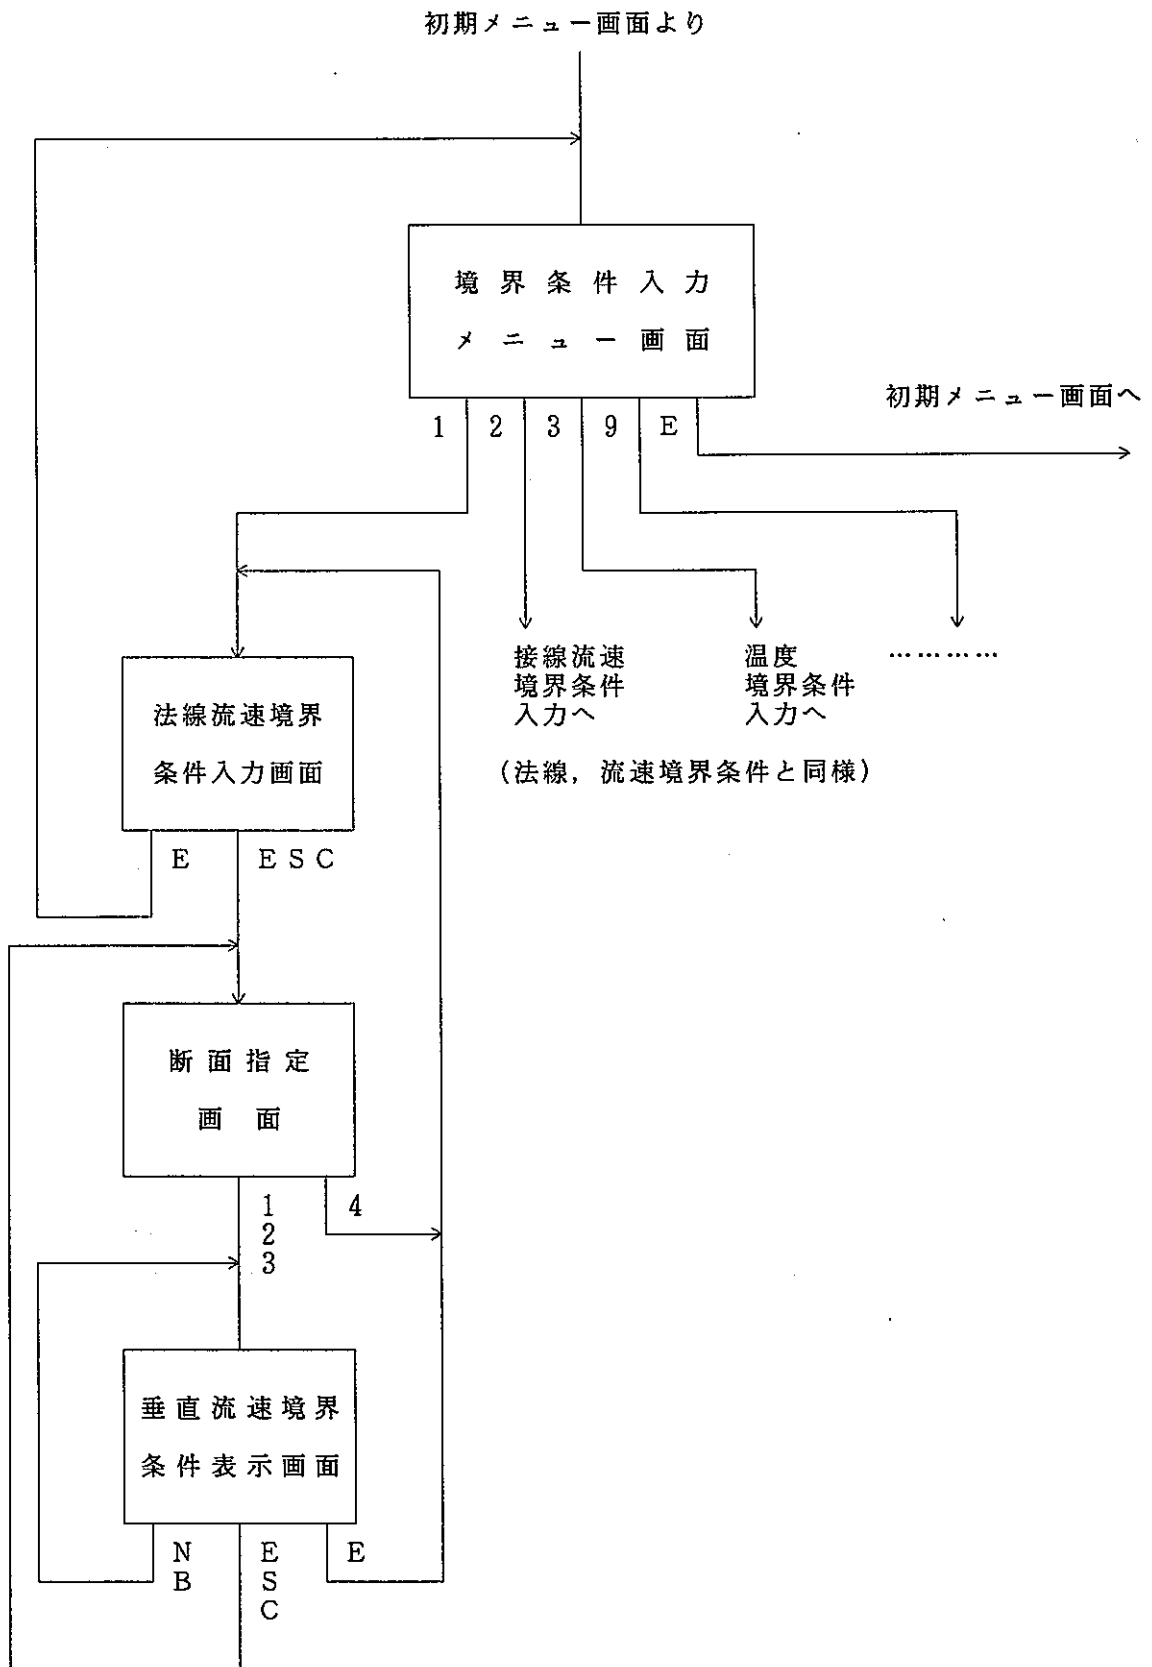 初期メニュー画面より
境界条件入力
メニュー画面
初期メニュー画面へ
1 2 3 9 E
接線流速
境界条件
入力へ
温度
境界条件
入力へ
…………
(法線, 流速境界条件と同様)
法線流速境界
条件入力画面
E ESC
断面指定
画面
1 4
2
3
垂直流速境界
条件表示画面
N E E
B S
C